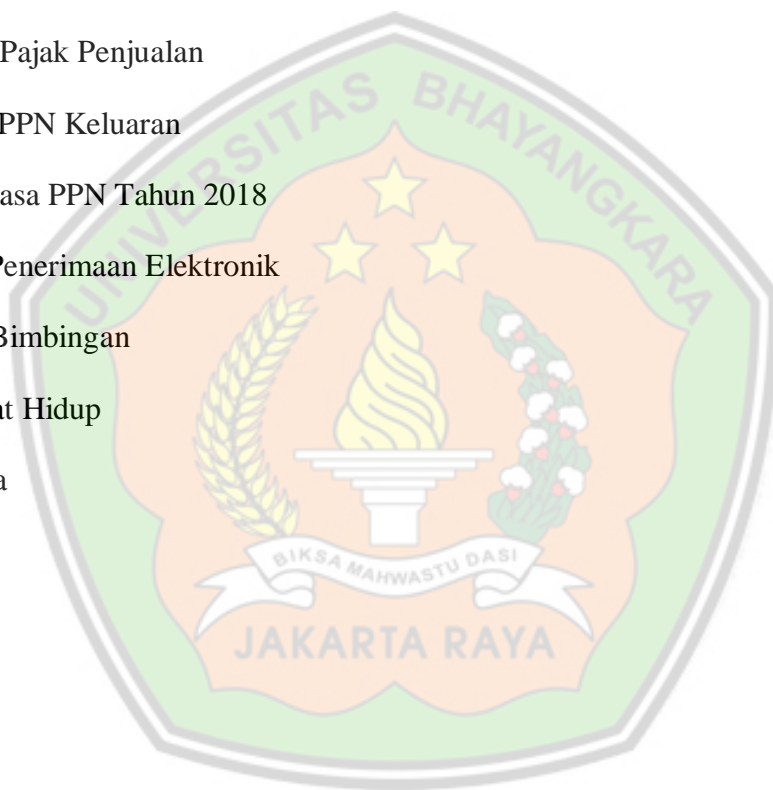 Pajak Penjualan
PPN Keluaran
asa PPN Tahun 2018
Penerimaan Elektronik
Bimbingan
at Hidup
a
UNIVERSITAS BHAYANGKARA
BIKSA MAHWASTU DASI
JAKARTA RAYA